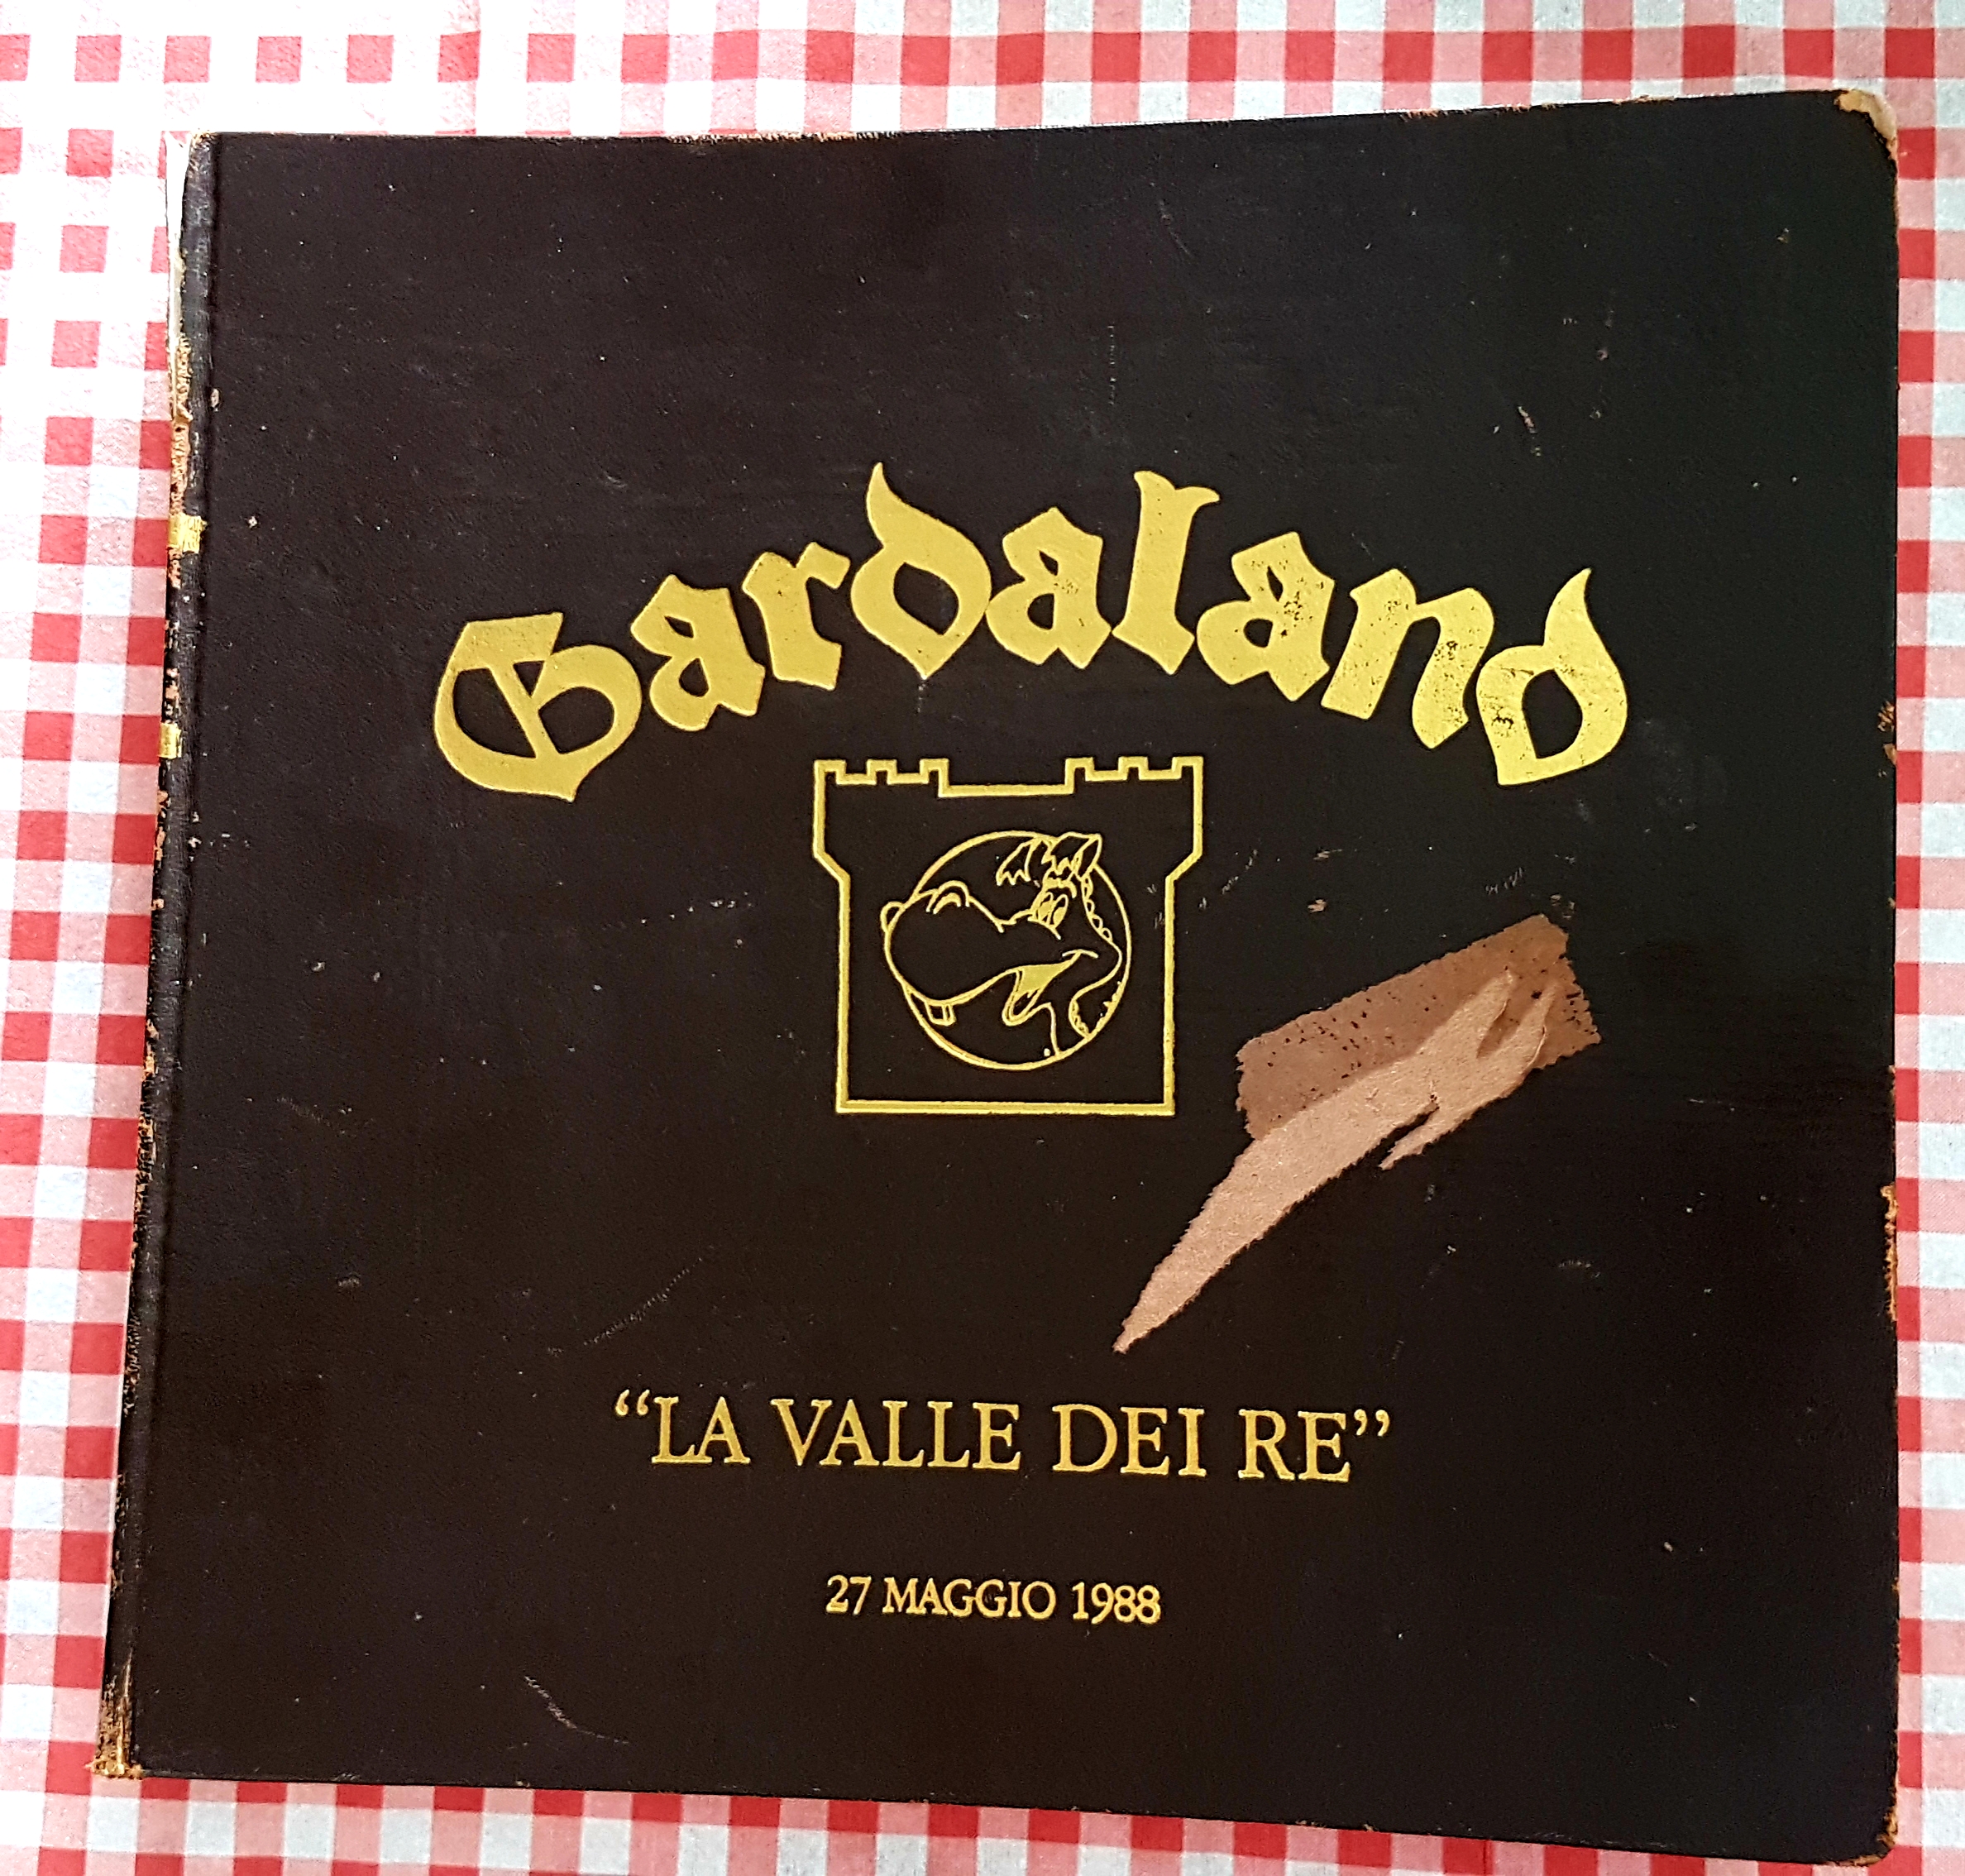 Gardaland
“LA VALLE DEI RE”
27 MAGGIO 1988